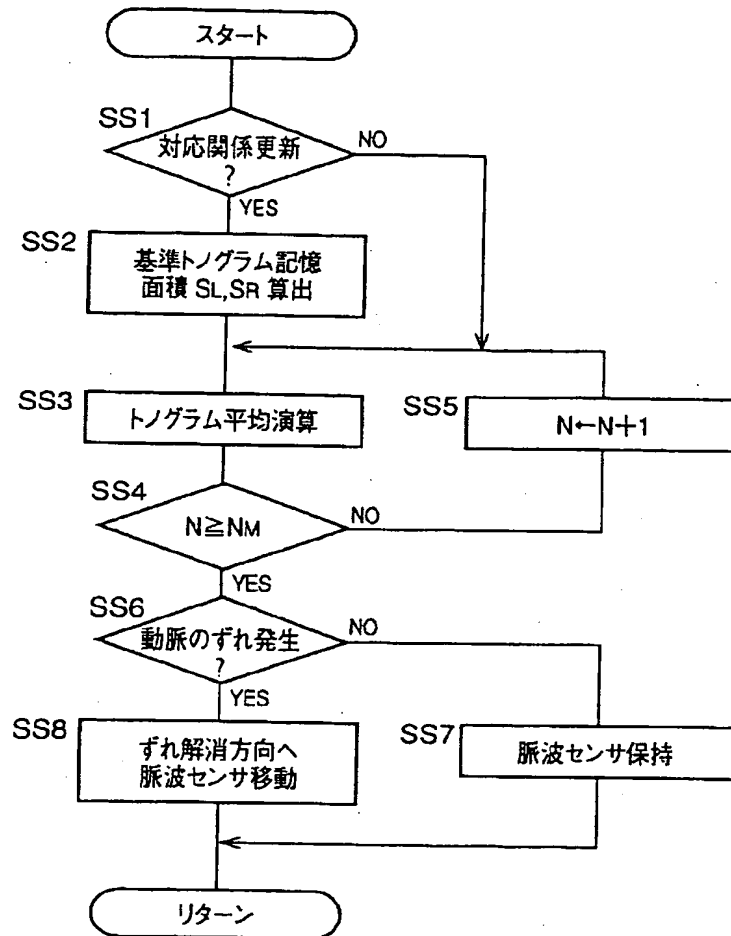 スタート
SS1
対応関係更新
?
NO
YES
SS2
基準トノグラム記憶
面積 SL,SR 算出
SS3
トノグラム平均演算
SS5
N←N+1
SS4
N≧NM
NO
YES
SS6
動脈のずれ発生
?
NO
YES
SS8
ずれ解消方向へ
脈波センサ移動
SS7
脈波センサ保持
リターン